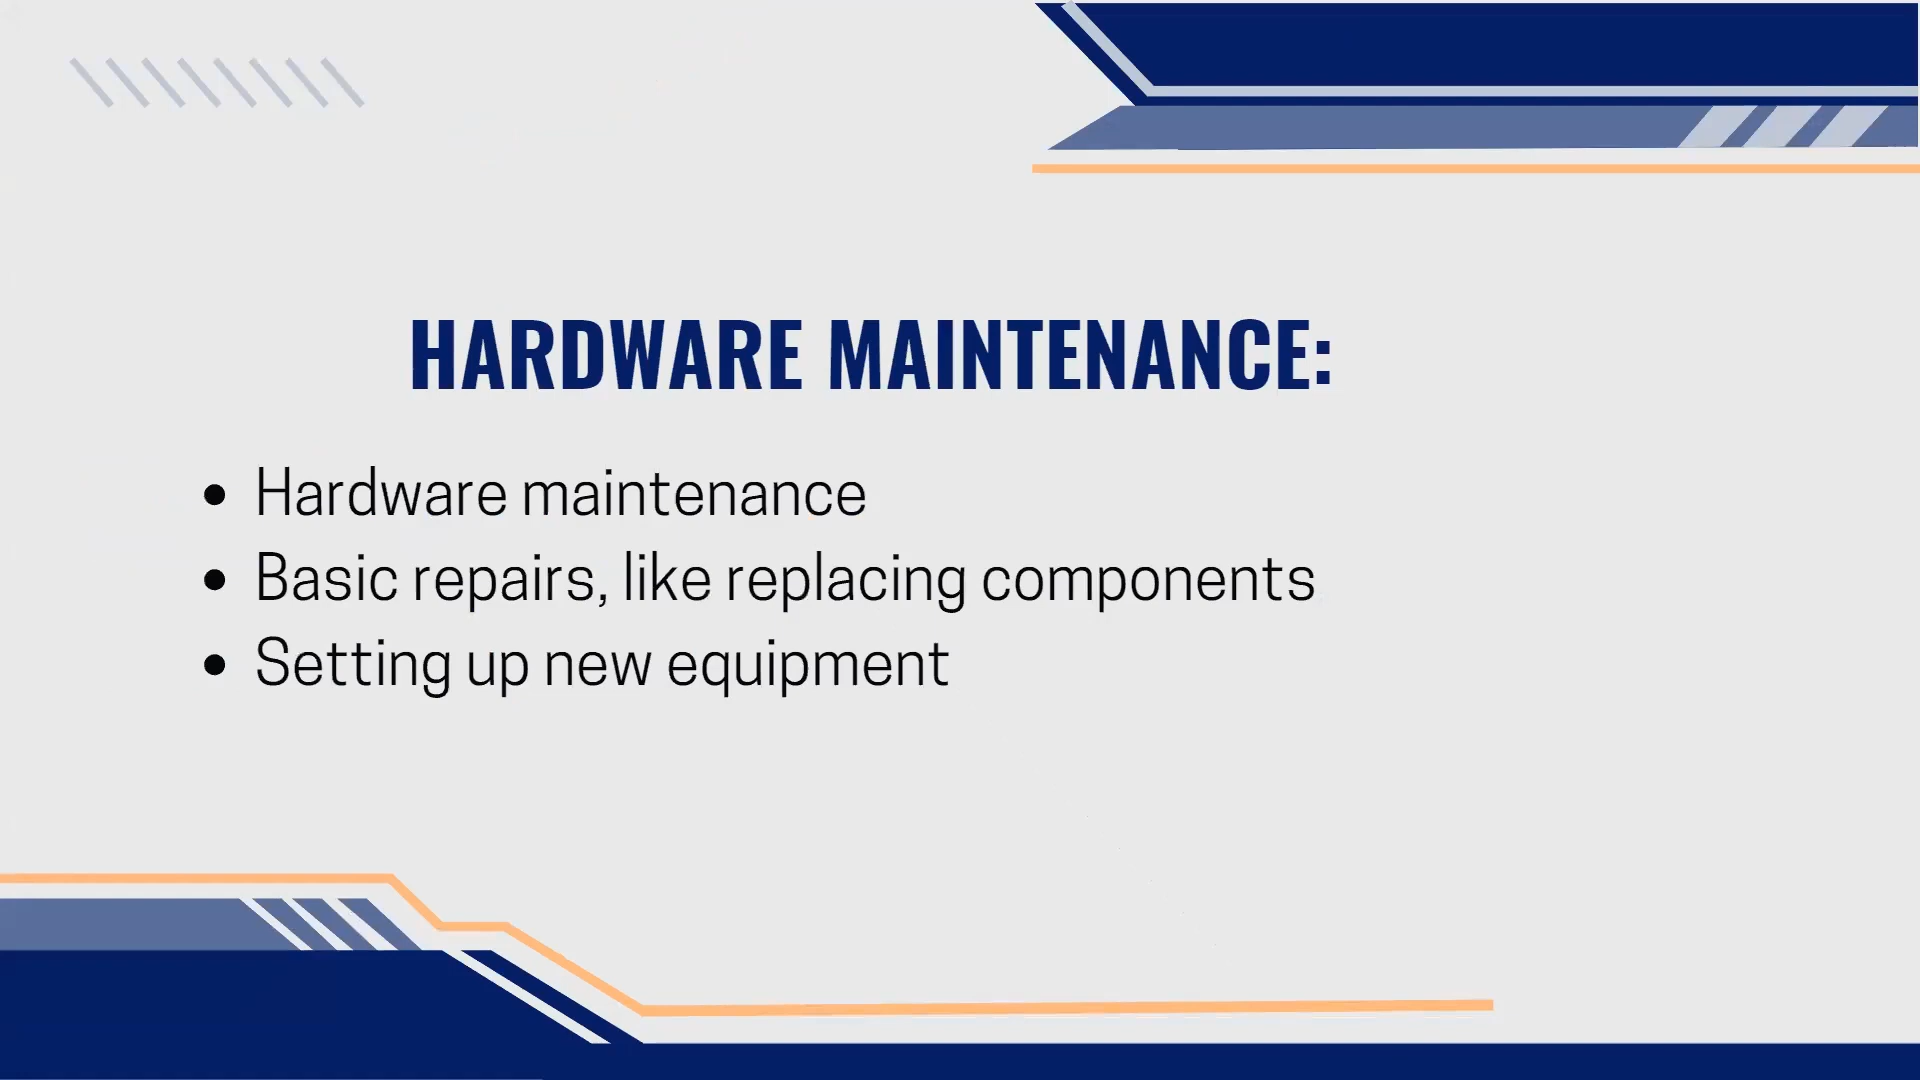 HARDWARE MAINTENANCE:
• Hardware maintenance
• Basic repairs, like replacing components
• Setting up new equipment